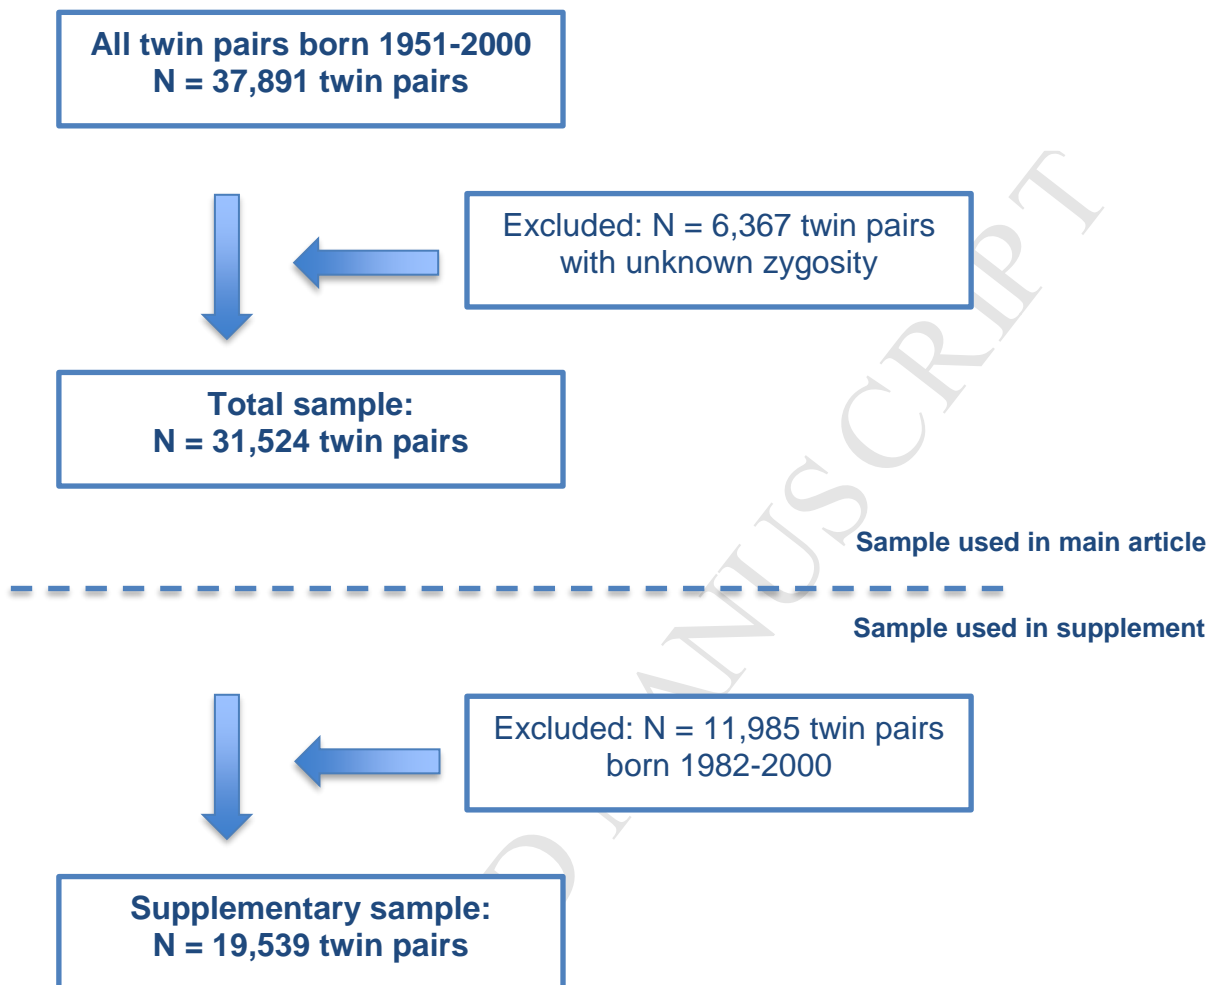 All twin pairs born 1951-2000
N = 37,891 twin pairs
Excluded: N = 6,367 twin pairs
with unknown zygosity
Total sample:
N = 31,524 twin pairs
Sample used in main article
Sample used in supplement
Excluded: N = 11,985 twin pairs
born 1982-2000
Supplementary sample:
N = 19,539 twin pairs
D MANUSCRIPT